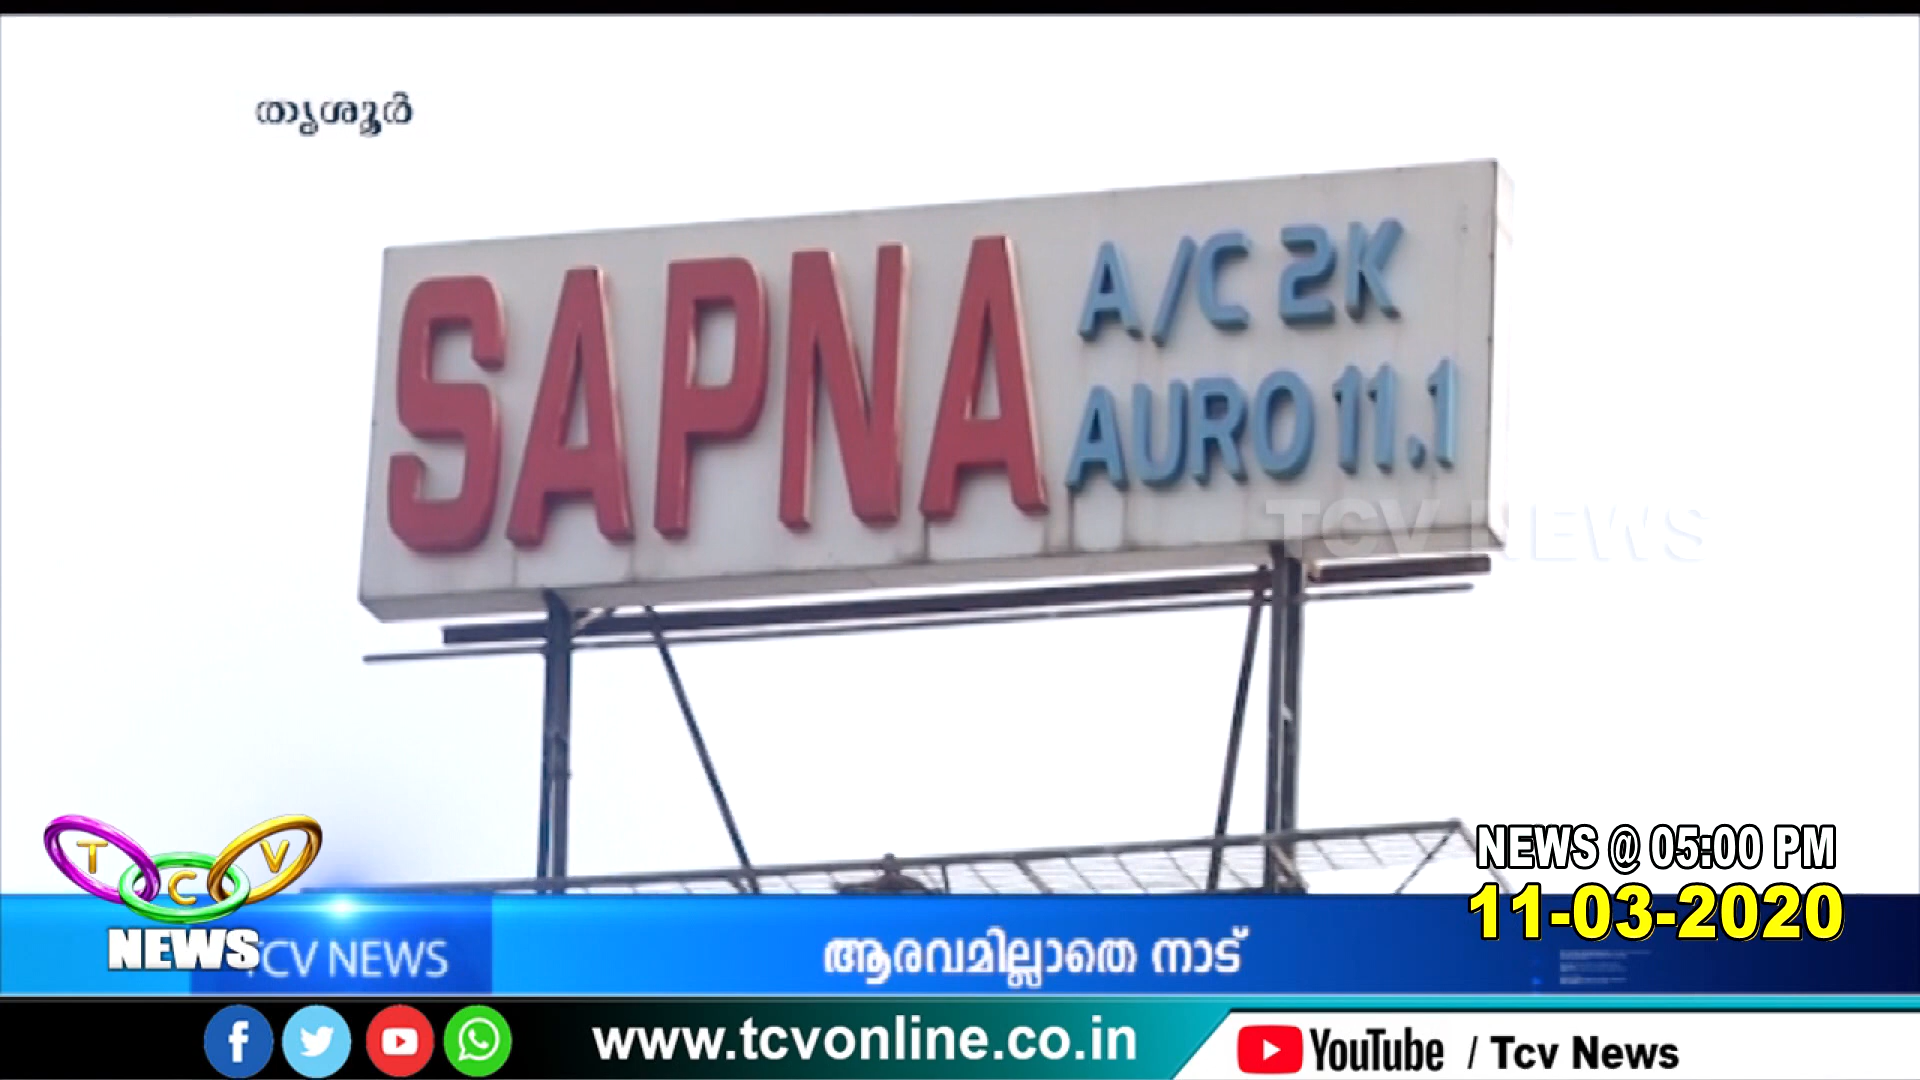 തൃശൂർ
SAPNA
A/C 2K
AURO 11.1
TCV NEWS
NEWS @ 05:00 PM
11-03-2020
T C V
NEWS
TCV NEWS
ആരവമില്ലാതെ നാട്
www.tcvonline.co.in
YouTube / Tcv News